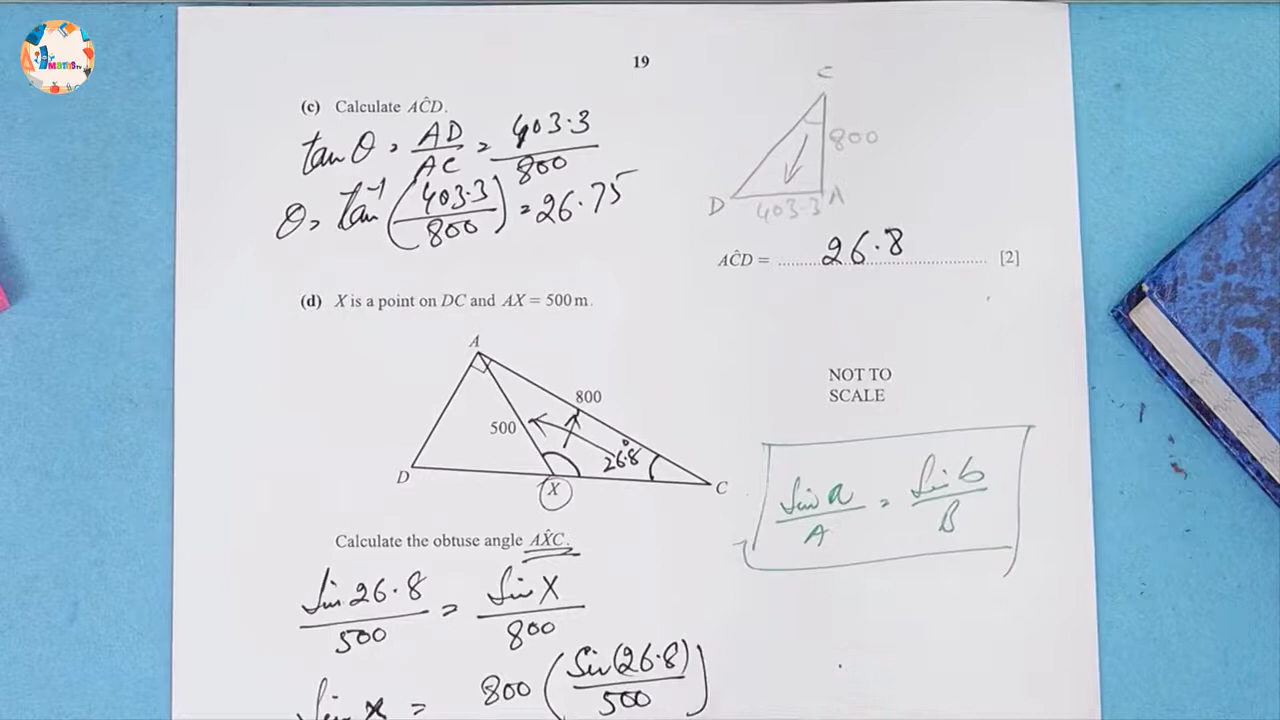 MATHS TV
19
(c) Calculate AĈD.
tan θ = AD/AC = 403.3/800
θ = tan⁻¹(403.3/800) = 26.75
C
800
D
403.3
A
AĈD = 26.8 [2]
(d) X is a point on DC and AX = 500 m.
A
800
500
26.8°
D
X
C
NOT TO
SCALE
Sin a/A = Sin b/B
Calculate the obtuse angle AX̂C.
Sin 26.8/500 = Sin X/800
Sin x = 800 (Sin(26.8)/500)